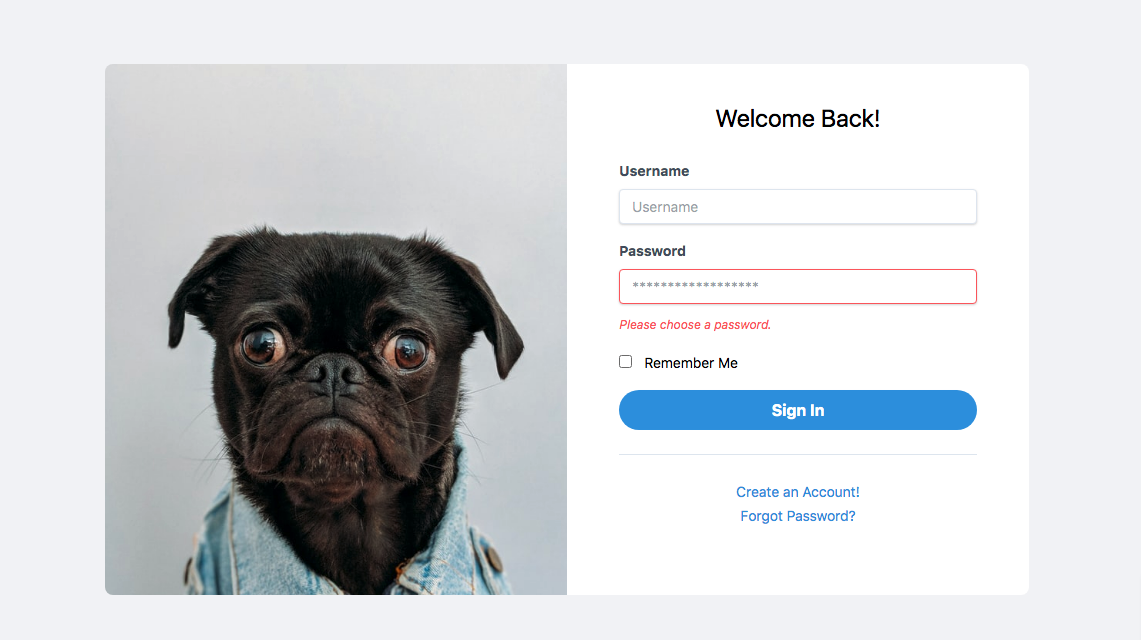 Welcome Back!
Username
Username
Password
******************
Please choose a password.
Remember Me
Sign In
Create an Account!
Forgot Password?